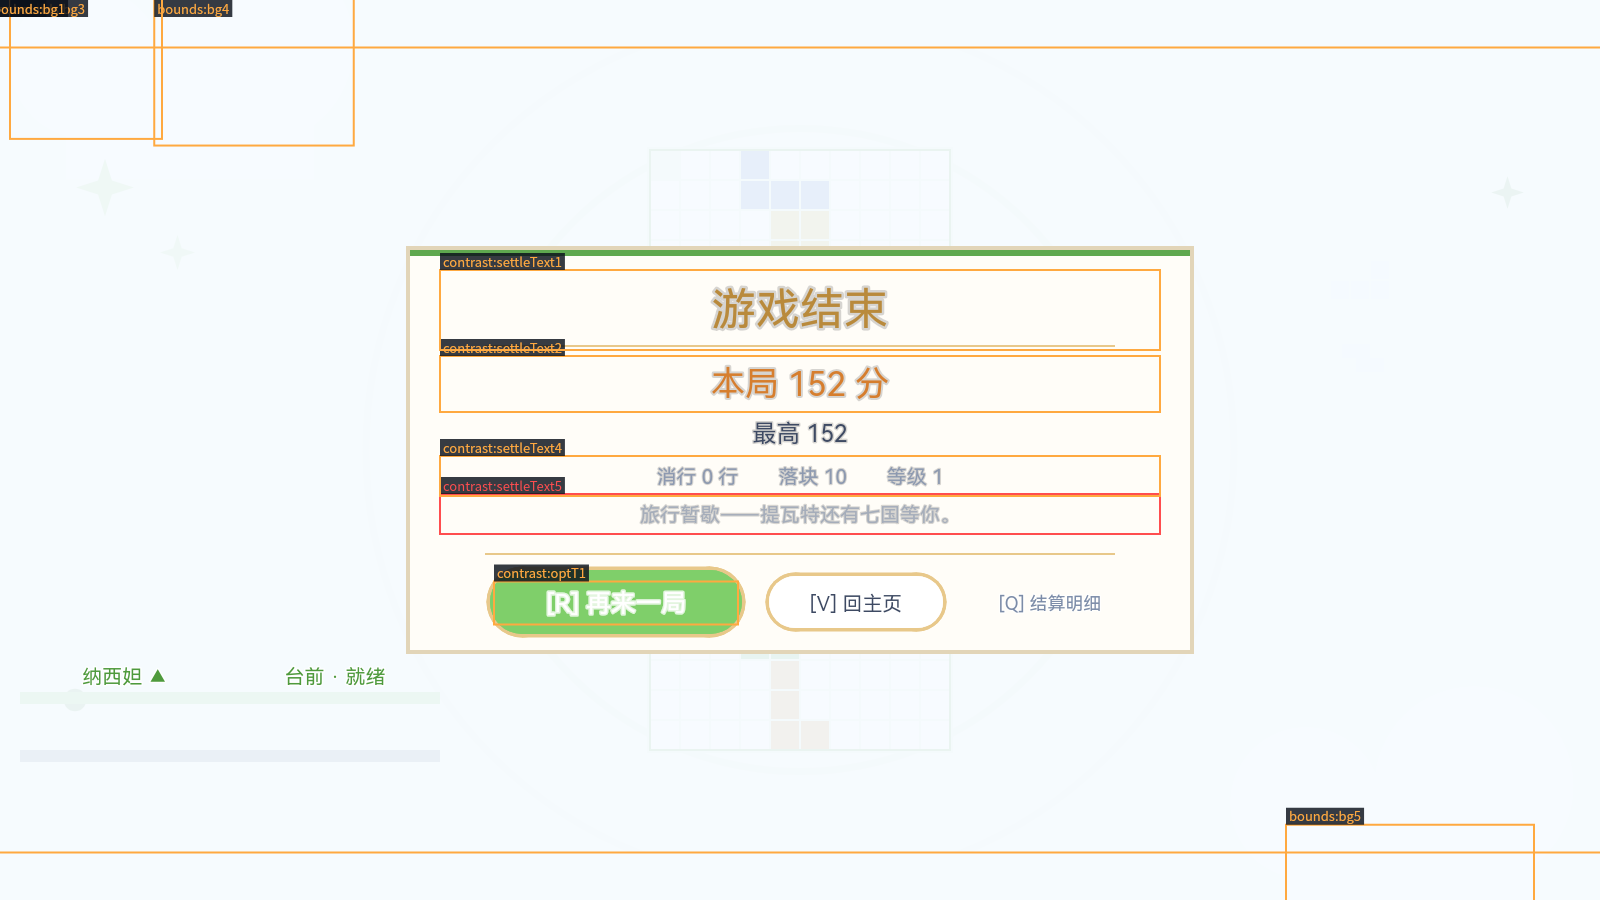 ounds:bg1 g3
bounds:bg4
contrast:settleText1
游戏结束
contrast:settleText2
本局 152 分
最高 152
contrast:settleText4
消行 0 行 落块 10 等级 1
contrast:settleText5
旅行暂歇——提瓦特还有七国等你。
contrast:optT1
[R] 再来一局 [V] 回主页 [Q] 结算明细
纳西妲 ▲ 台前 · 就绪
bounds:bg5